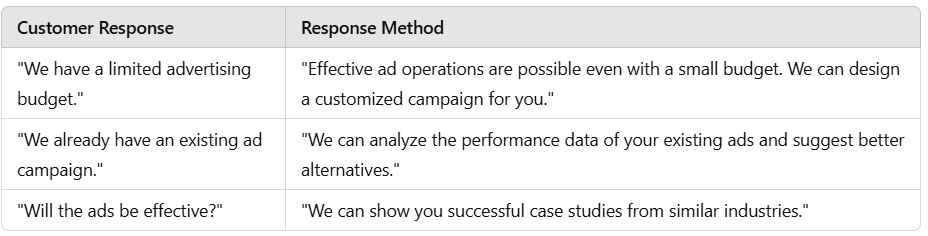 Customer Response
Response Method
"We have a limited advertising
budget."
"Effective ad operations are possible even with a small budget. We can design
a customized campaign for you."
"We already have an existing ad
campaign."
"We can analyze the performance data of your existing ads and suggest better
alternatives."
"Will the ads be effective?"
"We can show you successful case studies from similar industries."